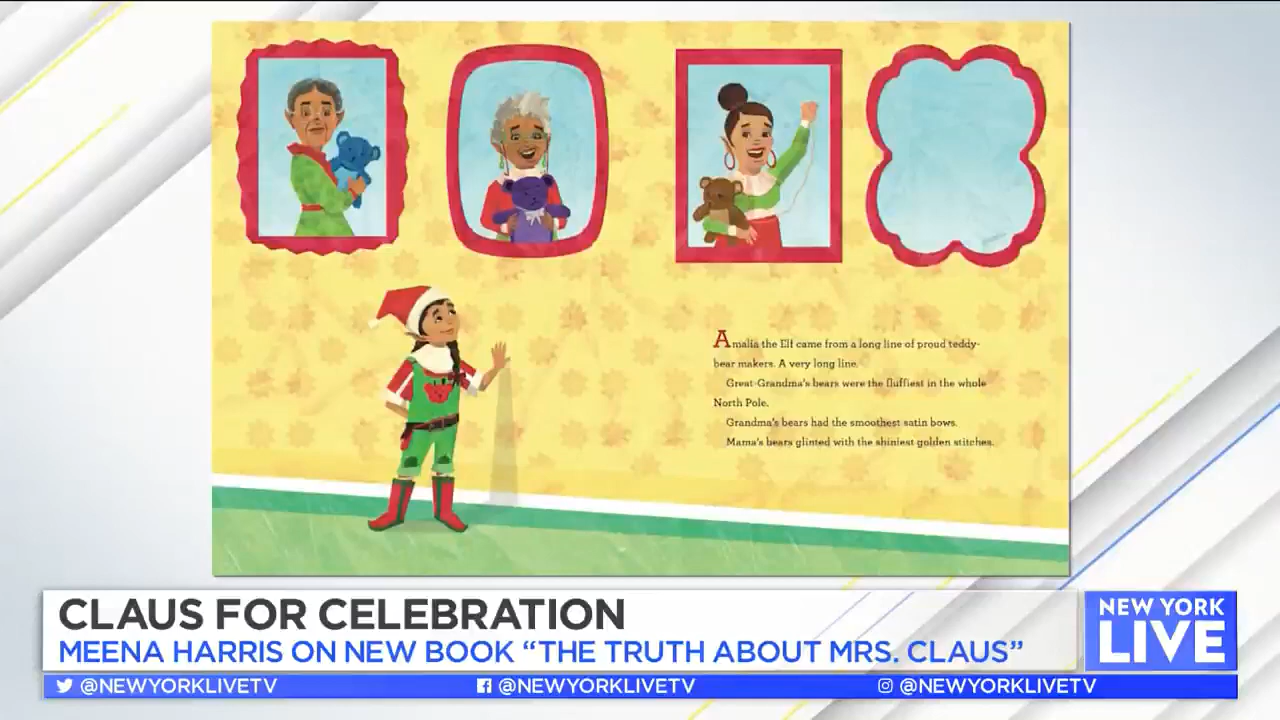 Amalia the Elf came from a long line of proud teddy-
bear makers. A very long line.
Great-Grandma's bears were the fluffiest in the whole
North Pole.
Grandma's bears had the smoothest satin bows.
Mama's bears glinted with the shiniest golden stitches.
CLAUS FOR CELEBRATION
MEENA HARRIS ON NEW BOOK “THE TRUTH ABOUT MRS. CLAUS”
NEW YORK
LIVE
@NEWYORKLIVETV @NEWYORKLIVETV @NEWYORKLIVETV